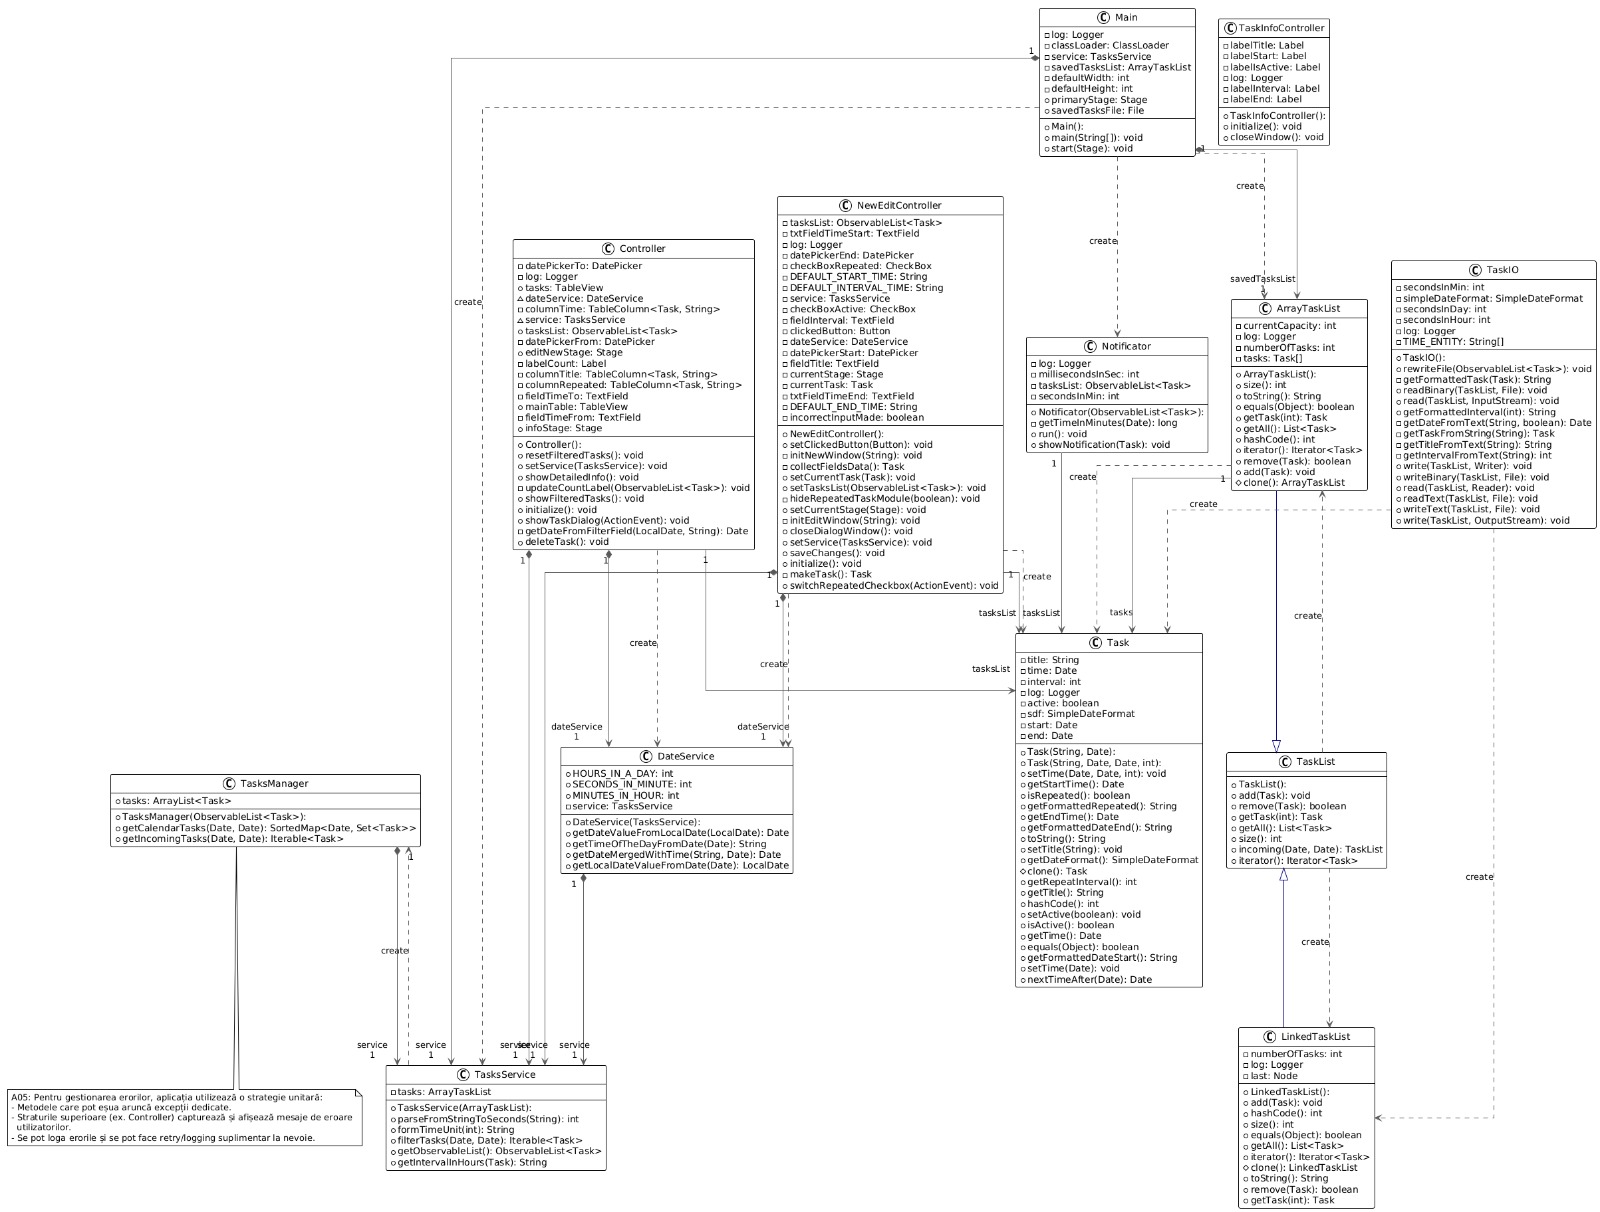 C Main
log: Logger
classLoader: ClassLoader
service: TasksService
savedTasksList: ArrayTaskList
defaultWidth: int
defaultHeight: int
primaryStage: Stage
savedTasksFile: File
Main():
main(String[]): void
start(Stage): void
C TaskInfoController
labelTitle: Label
labelStart: Label
labelIsActive: Label
log: Logger
labelInterval: Label
labelEnd: Label
TaskInfoController():
initialize(): void
closeWindow(): void
1
1
create
create
create
savedTasksList
1
C Controller
datePickerTo: DatePicker
log: Logger
tasks: TableView
dateService: DateService
columnTime: TableColumn<Task, String>
service: TasksService
tasksList: ObservableList<Task>
datePickerFrom: DatePicker
editNewStage: Stage
labelCount: Label
columnTitle: TableColumn<Task, String>
columnRepeated: TableColumn<Task, String>
fieldTimeTo: TextField
mainTable: TableView
fieldTimeFrom: TextField
infoStage: Stage
Controller():
resetFilteredTasks(): void
setService(TasksService): void
showDetailedInfo(): void
updateCountLabel(ObservableList<Task>): void
showFilteredTasks(): void
initialize(): void
showTaskDialog(ActionEvent): void
getDateFromFilterField(LocalDate, String): Date
deleteTask(): void
C NewEditController
tasksList: ObservableList<Task>
txtFieldTimeStart: TextField
log: Logger
datePickerEnd: DatePicker
checkBoxRepeated: CheckBox
DEFAULT_START_TIME: String
DEFAULT_INTERVAL_TIME: String
service: TasksService
checkBoxActive: CheckBox
fieldInterval: TextField
clickedButton: Button
dateService: DateService
datePickerStart: DatePicker
fieldTitle: TextField
currentStage: Stage
currentTask: Task
txtFieldTimeEnd: TextField
DEFAULT_END_TIME: String
incorrectInputMade: boolean
NewEditController():
setClickedButton(Button): void
initNewWindow(String): void
collectFieldsData(): Task
setCurrentTask(Task): void
setTasksList(ObservableList<Task>): void
hideRepeatedTaskModule(boolean): void
setCurrentStage(Stage): void
initEditWindow(String): void
closeDialogWindow(): void
setService(TasksService): void
saveChanges(): void
initialize(): void
makeTask(): Task
switchRepeatedCheckbox(ActionEvent): void
C Notificator
log: Logger
millisecondsInSec: int
tasksList: ObservableList<Task>
secondsInMin: int
Notificator(ObservableList<Task>):
getTimeInMinutes(Date): long
run(): void
showNotification(Task): void
C ArrayTaskList
currentCapacity: int
log: Logger
numberOfTasks: int
tasks: Task[]
ArrayTaskList():
size(): int
toString(): String
equals(Object): boolean
getTask(int): Task
getAll(): List<Task>
hashCode(): int
iterator(): Iterator<Task>
remove(Task): boolean
add(Task): void
clone(): ArrayTaskList
C TaskIO
secondsInMin: int
simpleDateFormat: SimpleDateFormat
secondsInDay: int
secondsInHour: int
log: Logger
TIME_ENTITY: String[]
TaskIO():
rewriteFile(ObservableList<Task>): void
getFormattedTask(Task): String
readBinary(TaskList, File): void
read(TaskList, InputStream): void
getFormattedInterval(int): String
getDateFromText(String, boolean): Date
getTaskFromString(String): Task
getTitleFromText(String): String
getIntervalFromText(String): int
write(TaskList, Writer): void
writeBinary(TaskList, File): void
read(TaskList, Reader): void
readText(TaskList, File): void
writeText(TaskList, File): void
write(TaskList, OutputStream): void
1
1
1
1
1
1
1
1
create
create
create
create
create
create
tasksList
tasksList
tasks
tasksList
dateService
1
dateService
1
C Task
title: String
time: Date
interval: int
log: Logger
active: boolean
sdf: SimpleDateFormat
start: Date
end: Date
Task(String, Date):
Task(String, Date, Date, int):
setTime(Date, Date, int): void
getStartTime(): Date
isRepeated(): boolean
getFormattedRepeated(): String
getEndTime(): Date
getFormattedDateEnd(): String
toString(): String
setTitle(String): void
getDateFormat(): SimpleDateFormat
clone(): Task
getRepeatInterval(): int
getTitle(): String
hashCode(): int
setActive(boolean): void
isActive(): boolean
getTime(): Date
equals(Object): boolean
getFormattedDateStart(): String
setTime(Date): void
nextTimeAfter(Date): Date
C DateService
HOURS_IN_A_DAY: int
SECONDS_IN_MINUTE: int
MINUTES_IN_HOUR: int
service: TasksService
DateService(TasksService):
getDateValueFromLocalDate(LocalDate): Date
getTimeOfTheDayFromDate(Date): String
getDateMergedWithTime(String, Date): Date
getLocalDateValueFromDate(Date): LocalDate
C TaskList
TaskList():
add(Task): void
remove(Task): boolean
getTask(int): Task
getAll(): List<Task>
size(): int
incoming(Date, Date): TaskList
iterator(): Iterator<Task>
C TasksManager
tasks: ArrayList<Task>
TasksManager(ObservableList<Task>):
getCalendarTasks(Date, Date): SortedMap<Date, Set<Task>>
getIncomingTasks(Date, Date): Iterable<Task>
1
1
create
create
create
service
1
service
1
service
1
service
1
service
1
C TasksService
tasks: ArrayTaskList
TasksService(ArrayTaskList):
parseFromStringToSeconds(String): int
formTimeUnit(int): String
filterTasks(Date, Date): Iterable<Task>
getObservableList(): ObservableList<Task>
getIntervalInHours(Task): String
C LinkedTaskList
numberOfTasks: int
log: Logger
last: Node
LinkedTaskList():
add(Task): void
hashCode(): int
size(): int
equals(Object): boolean
getAll(): List<Task>
iterator(): Iterator<Task>
clone(): LinkedTaskList
toString(): String
remove(Task): boolean
getTask(int): Task
A05: Pentru gestionarea erorilor, aplicația utilizează o strategie unitară:
- Metodele care pot eșua aruncă excepții dedicate.
- Straturile superioare (ex. Controller) capturează și afișează mesaje de eroare
utilizatorilor.
- Se pot loga erorile și se pot face retry/logging suplimentar la nevoie.